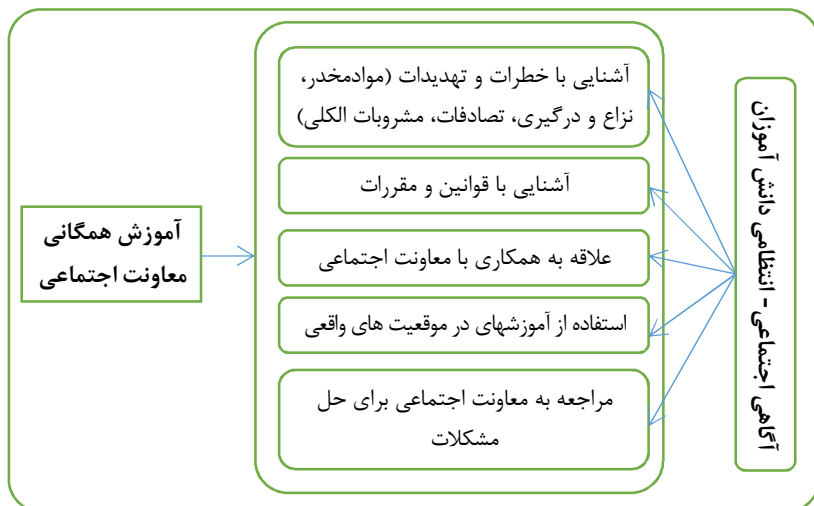 آگاهی اجتماعی - انتظامی دانش آموزان
آشنایی با خطرات و تهدیدات (موادمخدر،
نزاع و درگیری، تصادفات، مشروبات الکلی)
آشنایی با قوانین و مقررات
علاقه به همکاری با معاونت اجتماعی
استفاده از آموزشهای در موقعیت های واقعی
مراجعه به معاونت اجتماعی برای حل
مشکلات
آموزش همگانی
معاونت اجتماعی